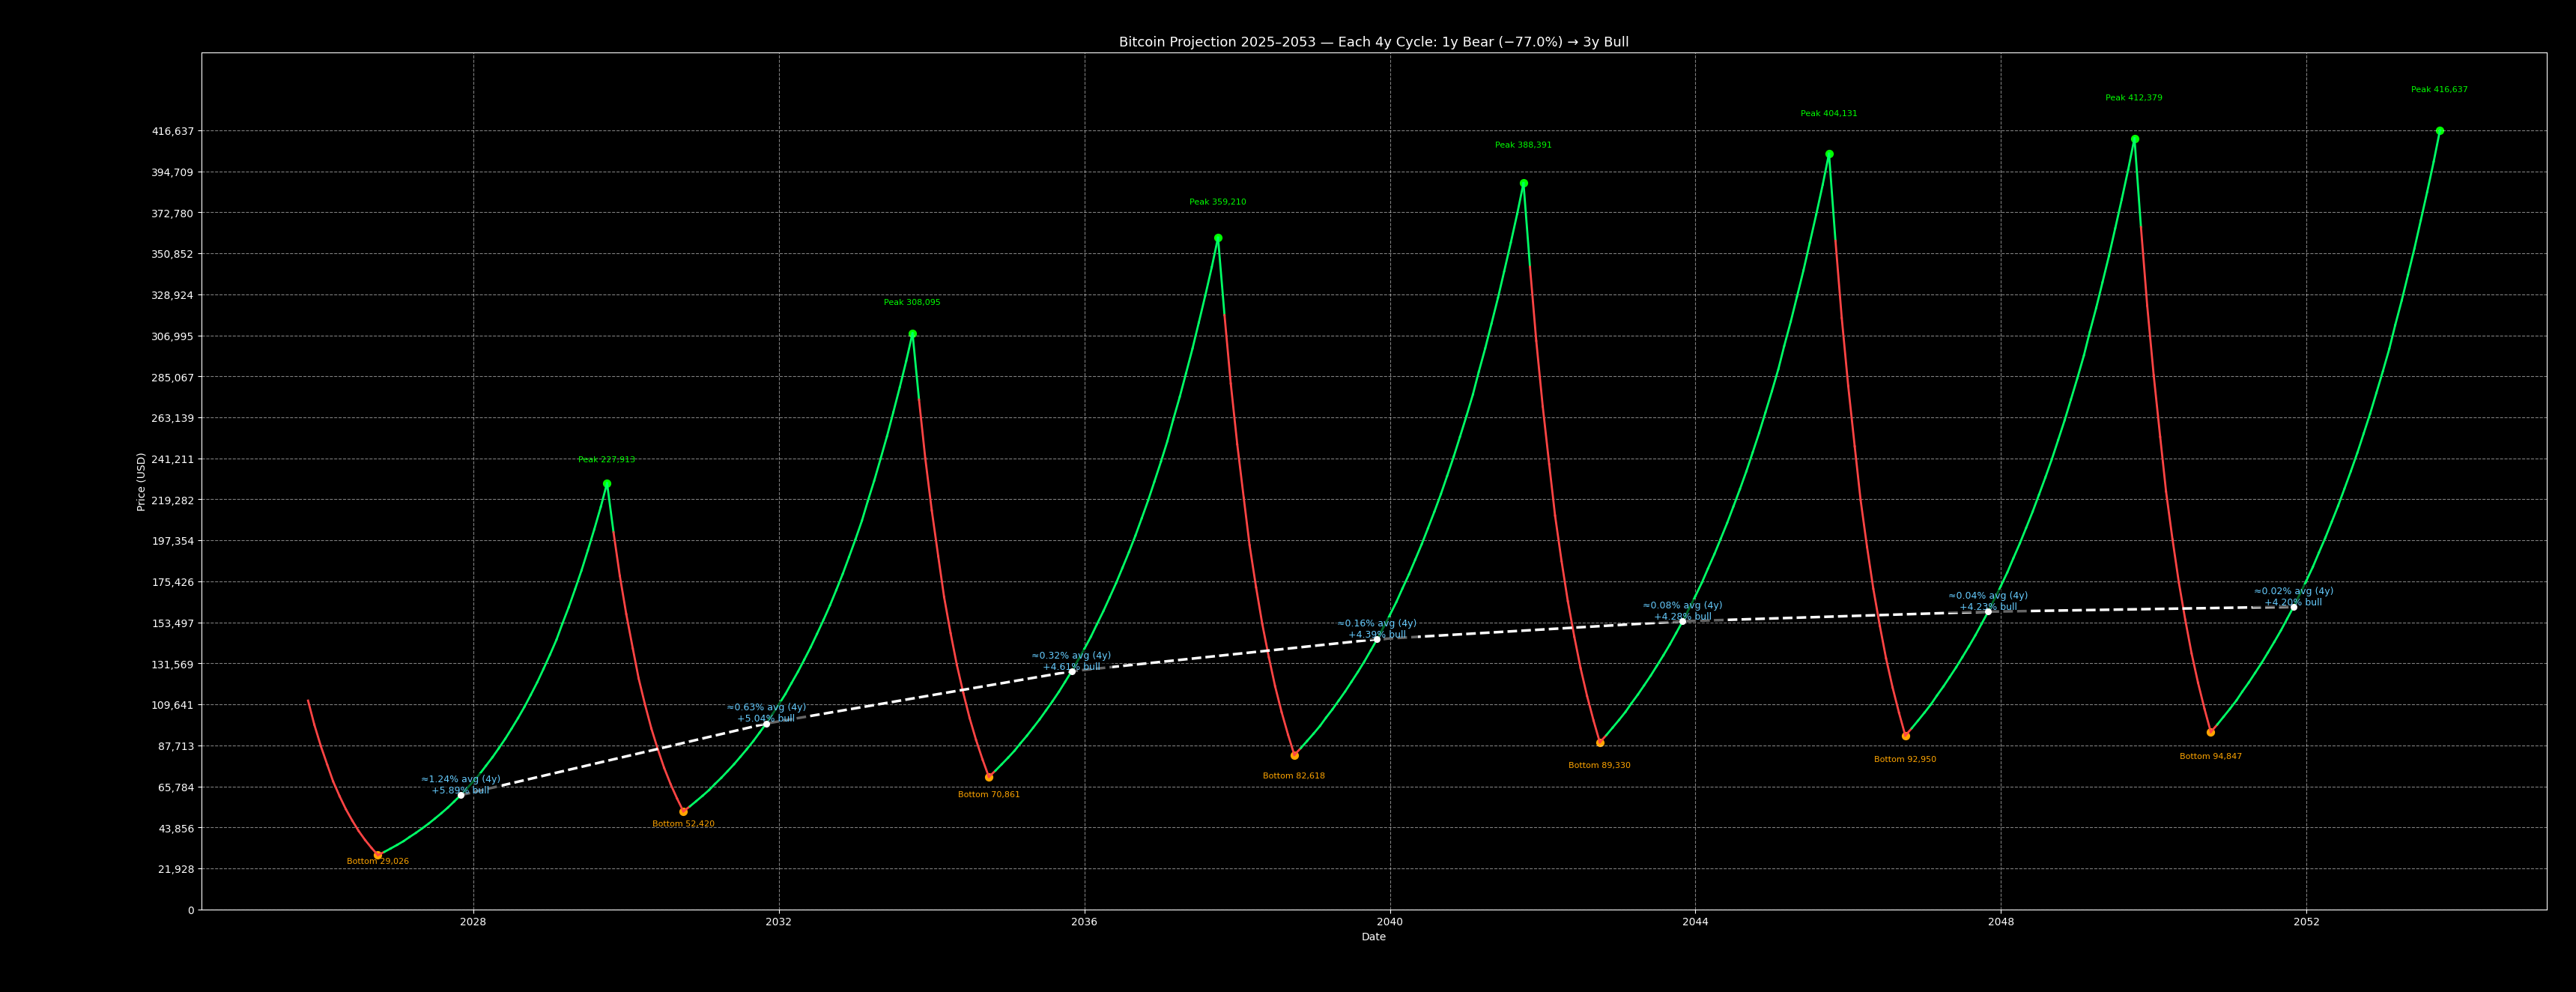 Bitcoin Projection 2025–2053 — Each 4y Cycle: 1y Bear (−77.0%) → 3y Bull
Price (USD)
416,637
394,709
372,780
350,852
328,924
306,995
285,067
263,139
241,211
219,282
197,354
175,426
153,497
131,569
109,641
87,713
65,784
43,856
21,928
0
Peak 227,913
Peak 308,095
Peak 359,210
Peak 388,391
Peak 404,131
Peak 412,379
Peak 416,637
≈1.24% avg (4y)
+5.89% bull
≈0.63% avg (4y)
+5.04% bull
≈0.32% avg (4y)
+4.61% bull
≈0.16% avg (4y)
+4.39% bull
≈0.08% avg (4y)
+4.28% bull
≈0.04% avg (4y)
+4.23% bull
≈0.02% avg (4y)
+4.20% bull
Bottom 29,026
Bottom 52,420
Bottom 70,861
Bottom 82,618
Bottom 89,330
Bottom 92,950
Bottom 94,847
2028
2032
2036
2040
2044
2048
2052
Date